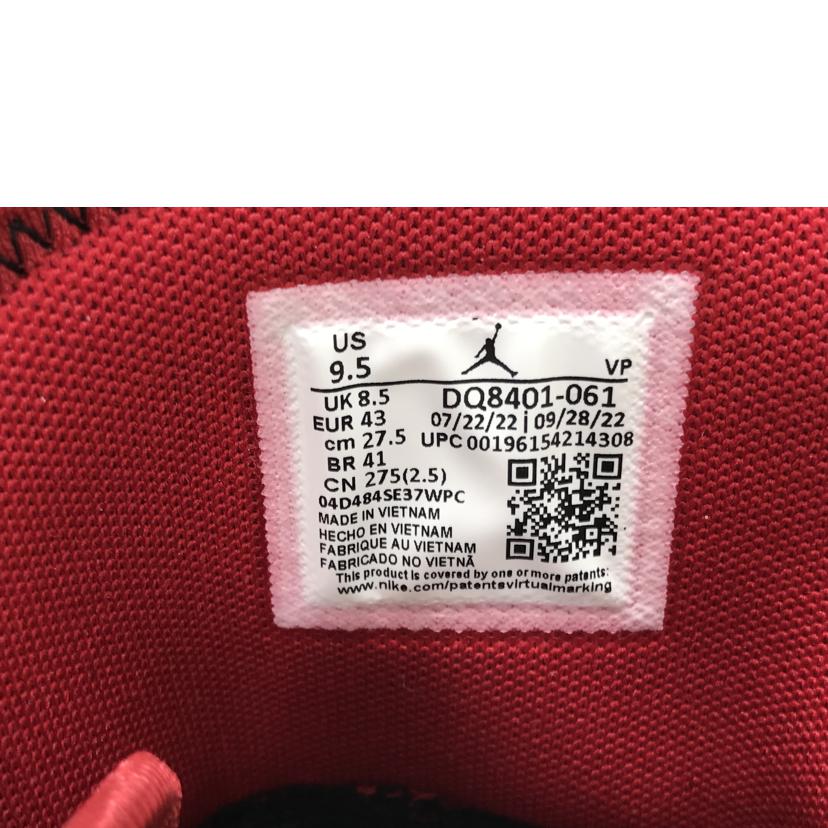 US
9.5
VP
UK 8.5
EUR 43
cm 27.5
BR 41
CN 275(2.5)
DQ8401-061
07/22/22 | 09/28/22
UPC 00196154214308
04D484SE37WPC
MADE IN VIETNAM
HECHO EN VIETNAM
FABRIQUE AU VIETNAM
FABRICADO NO VIETNÃ
This product is covered by one or more patents:
www.nike.com/patentsvirtualmarking